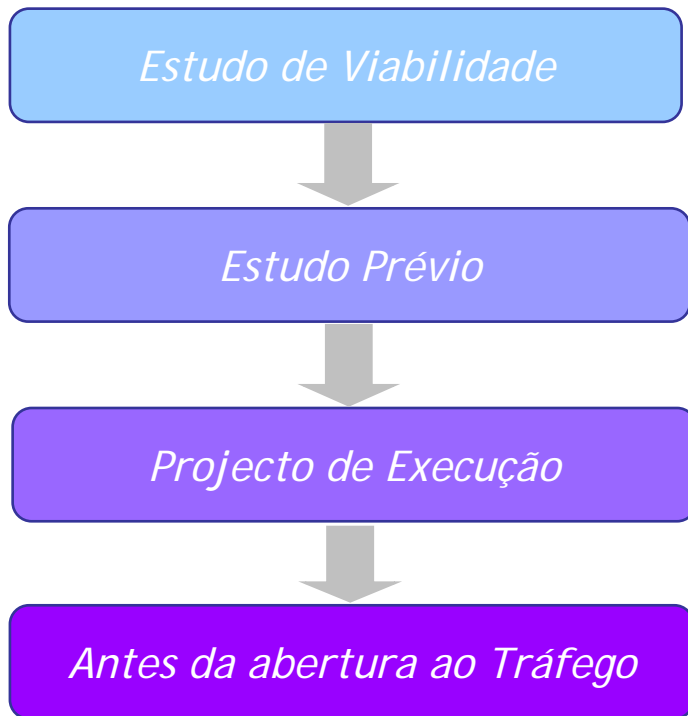 Estudo de Viabilidade
Estudo Prévio
Projecto de Execução
Antes da abertura ao Tráfego